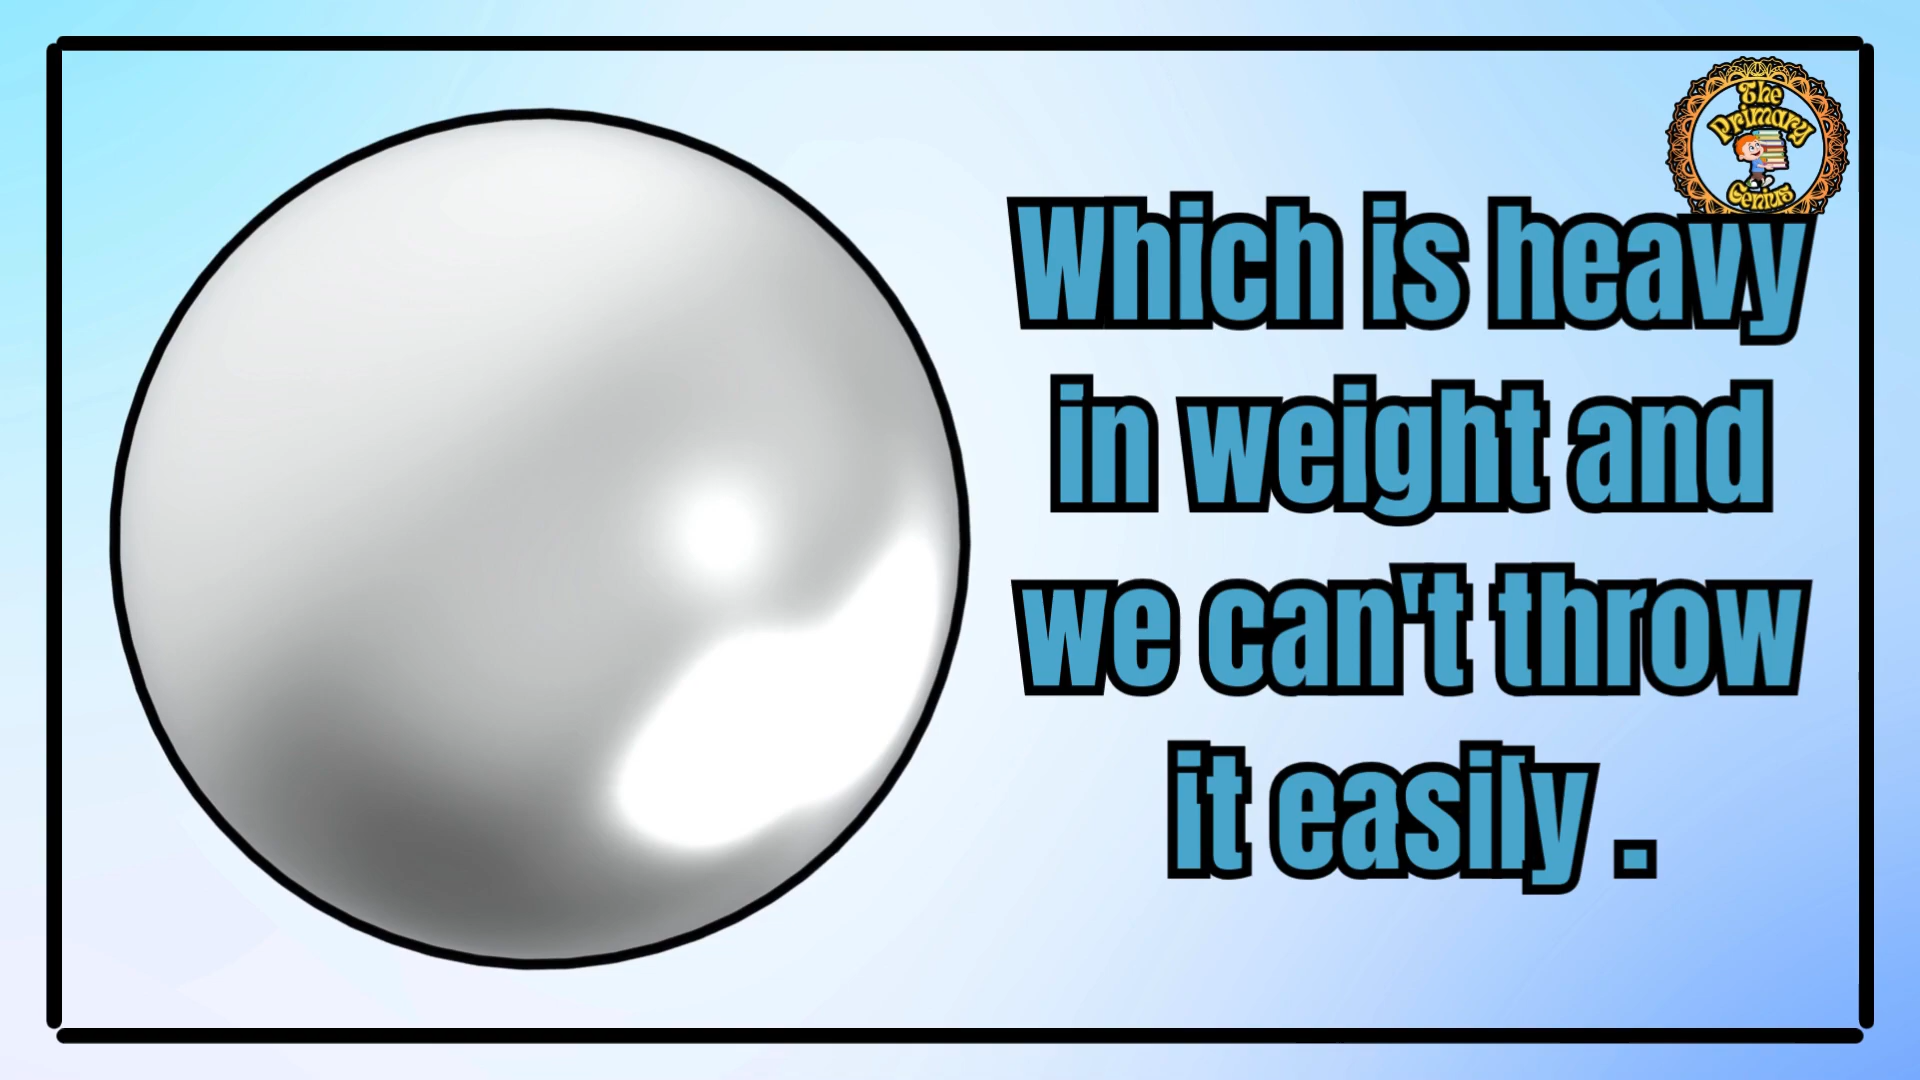 The
Primary
Genius
Which is heavy
in weight and
we can't throw
it easily .